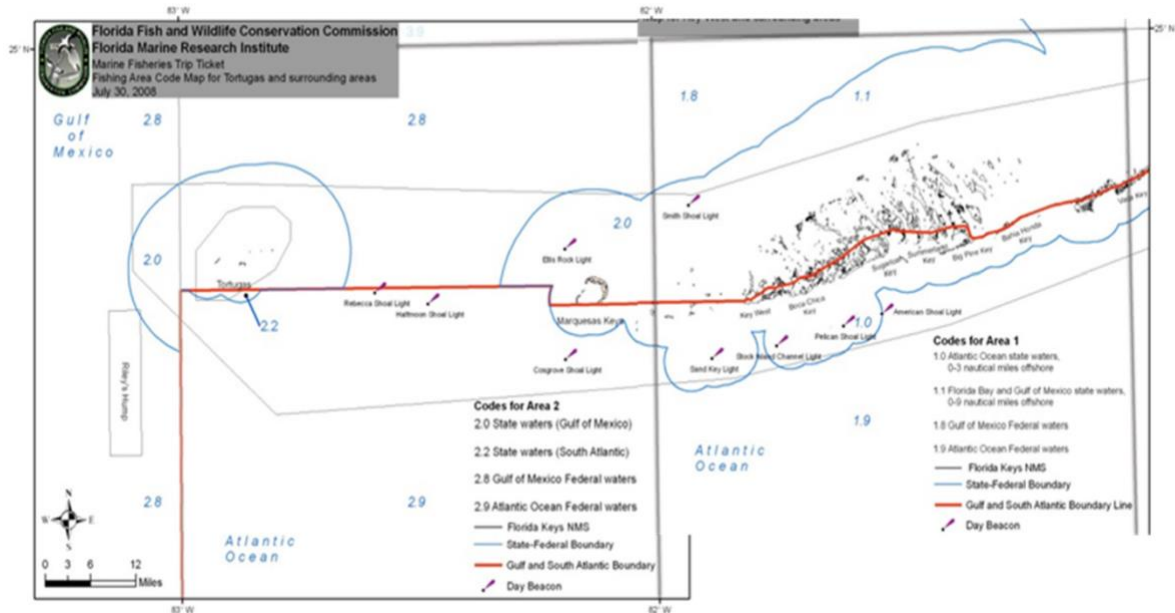 83° W
82° W
Florida Fish and Wildlife Conservation Commission
Florida Marine Research Institute
Marine Fisheries Trip Ticket
Fishing Area Code Map for Tortugas and surrounding areas
July 30, 2008
3.9
25° N
25° N
Gulf
of
Mexico
2.8
2.8
1.8
1.1
2.0
Tortugas
2.2
Rebecca Shoal Light
Halfmoon Shoal Light
2.0
Ellis Rock Light
Smith Shoal Light
Marquesas Keys
Cosgrove Shoal Light
Sand Key Light
Key West
Boca Chica
Key
Sugarloaf
Key
Summerland
Key
Big Pine Key
Bahia Honda
Key
Vaca Key
Stock Island Channel Light
Pelican Shoal Light
American Shoal Light
1.0
Riley's Hump
1.9
Atlantic
Ocean
2.8
2.9
Atlantic
Ocean
Codes for Area 2
2.0 State waters (Gulf of Mexico)
2.2 State waters (South Atlantic)
2.8 Gulf of Mexico Federal waters
2.9 Atlantic Ocean Federal waters
Florida Keys NMS
State-Federal Boundary
Gulf and South Atlantic Boundary
Day Beacon
Codes for Area 1
1.0 Atlantic Ocean state waters,
0-3 nautical miles offshore
1.1 Florida Bay and Gulf of Mexico state waters,
0-9 nautical miles offshore
1.8 Gulf of Mexico Federal waters
1.9 Atlantic Ocean Federal waters
Florida Keys NMS
State-Federal Boundary
Gulf and South Atlantic Boundary Line
Day Beacon
N
W
E
S
0 3 6 12
Miles
83° W
82° W